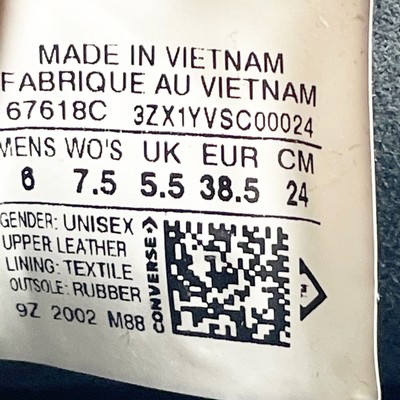 MADE IN VIETNAM
FABRIQUE AU VIETNAM
67618C 3ZX1YVSC00024
MENS WO'S UK EUR CM
6 7.5 5.5 38.5 24
GENDER: UNISEX
UPPER LEATHER
LINING: TEXTILE
OUTSOLE: RUBBER
9Z 2002 M88
CONVERSE